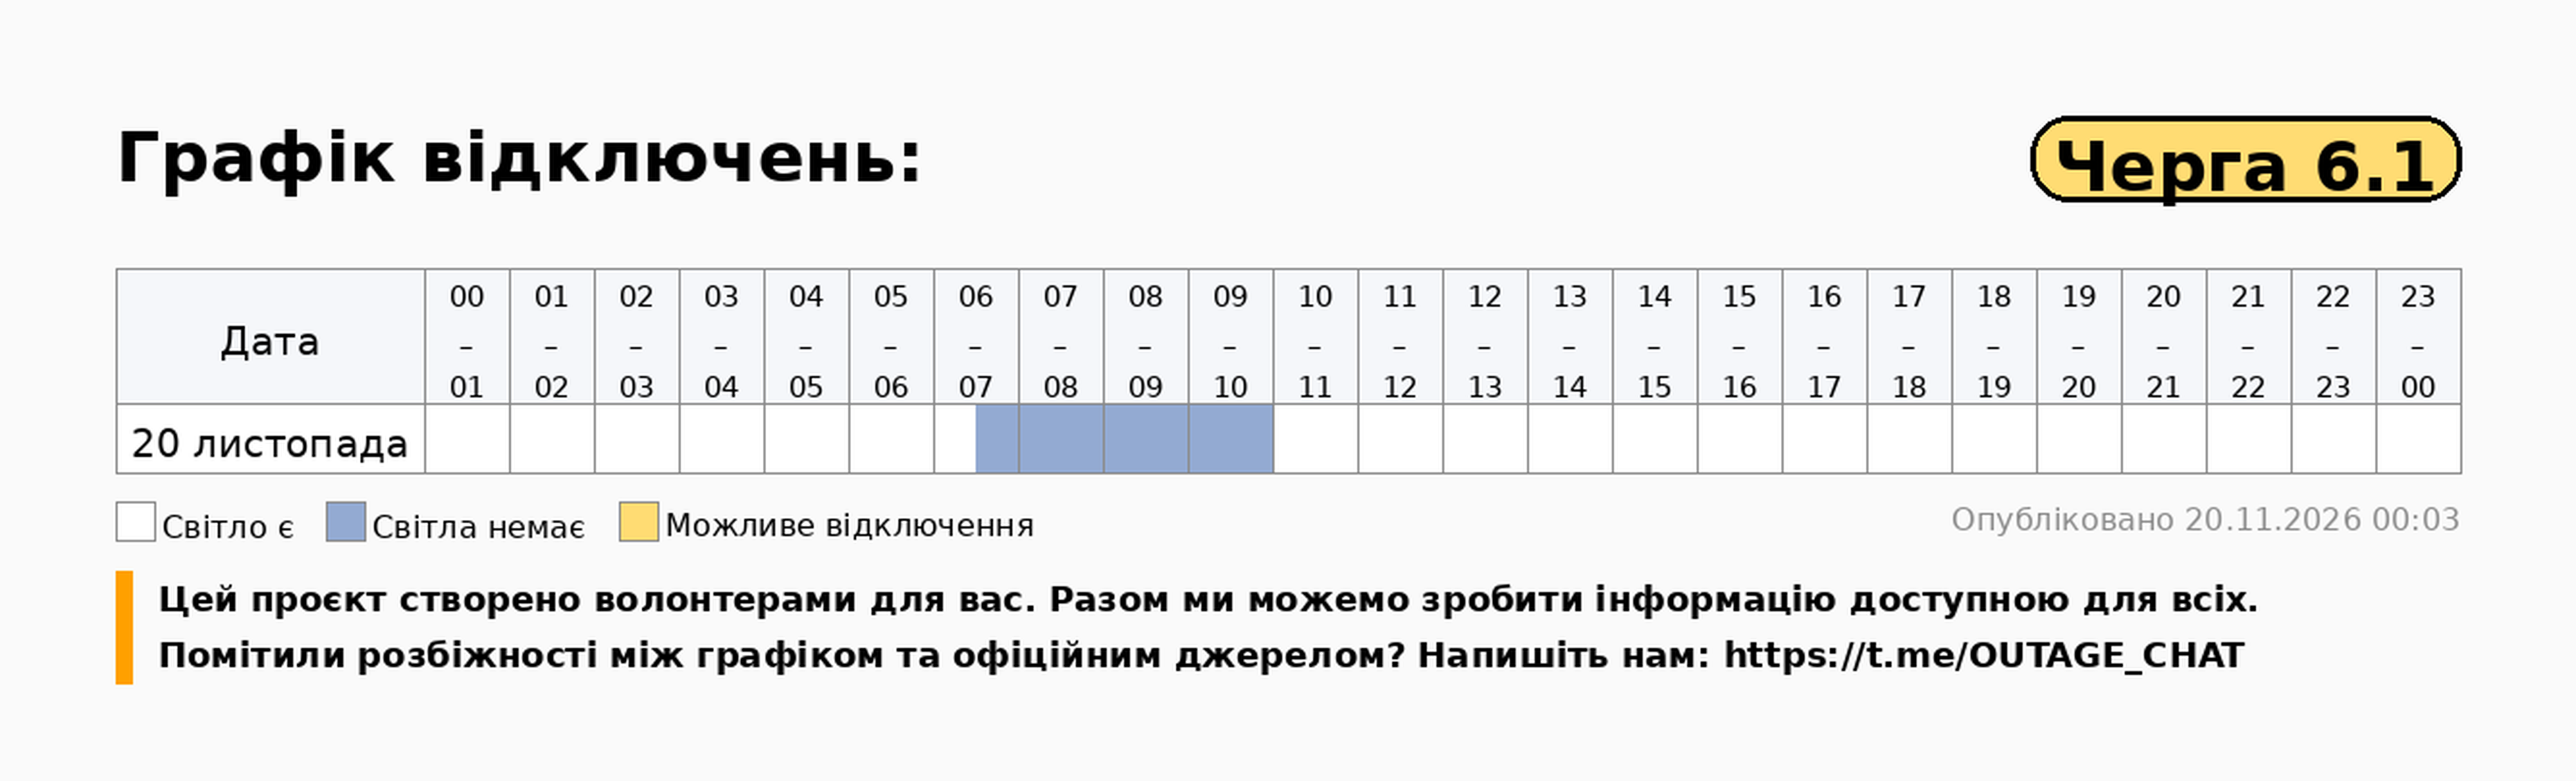 Графік відключень:
Черга 6.1
Дата
00 – 01
01 – 02
02 – 03
03 – 04
04 – 05
05 – 06
06 – 07
07 – 08
08 – 09
09 – 10
10 – 11
11 – 12
12 – 13
13 – 14
14 – 15
15 – 16
16 – 17
17 – 18
18 – 19
19 – 20
20 – 21
21 – 22
22 – 23
23 – 00
20 листопада
Світло є
Світла немає
Можливе відключення
Опубліковано 20.11.2026 00:03
Цей проєкт створено волонтерами для вас. Разом ми можемо зробити інформацію доступною для всіх.
Помітили розбіжності між графіком та офіційним джерелом? Напишіть нам: https://t.me/OUTAGE_CHAT